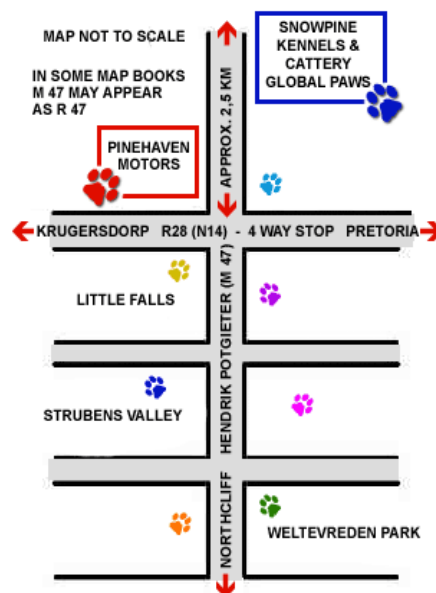 MAP NOT TO SCALE
IN SOME MAP BOOKS
M 47 MAY APPEAR
AS R 47
SNOWPINE
KENNELS &
CATTERY
GLOBAL PAWS
PINEHAVEN
MOTORS
APPROX. 2,5 KM
KRUGERSDORP R28 (N14) - 4 WAY STOP PRETORIA
HENDRIK POTGIETER (M 47)
LITTLE FALLS
STRUBENS VALLEY
NORTHCLIFF
WELTEVREDEN PARK